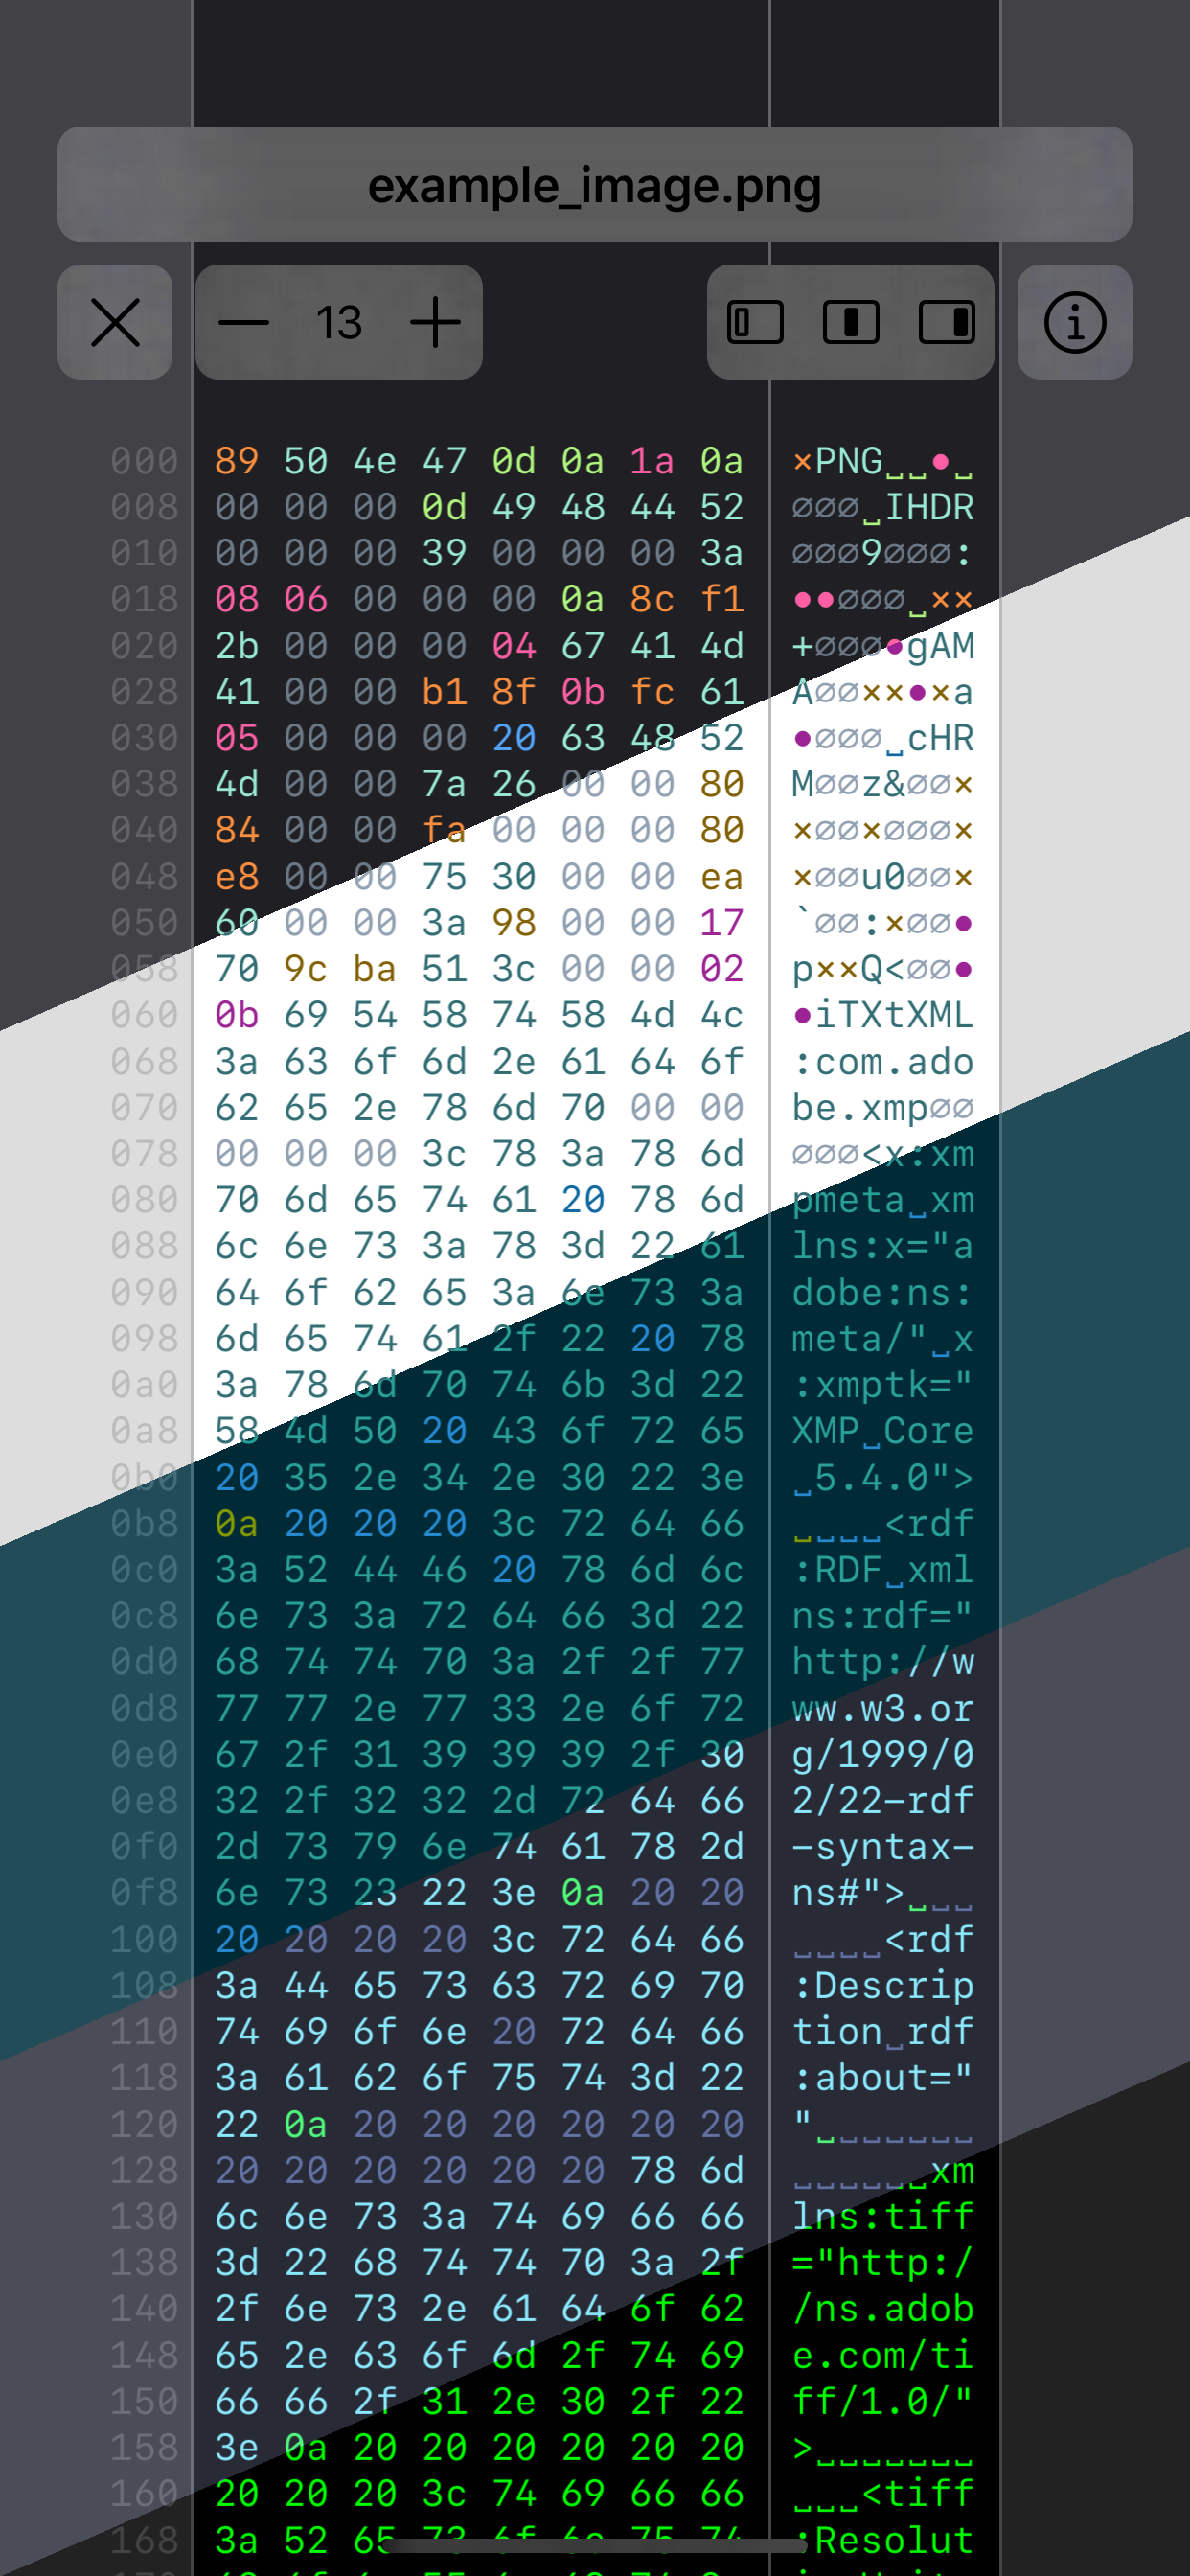 example_image.png
13
000 89 50 4e 47 0d 0a 1a 0a ×PNG␣␣•␣
008 00 00 00 0d 49 48 44 52 ∅∅∅␣IHDR
010 00 00 00 39 00 00 00 3a ∅∅∅9∅∅∅:
018 08 06 00 00 00 0a 8c f1 ••∅∅∅␣××
020 2b 00 00 00 04 67 41 4d +∅∅∅•gAM
028 41 00 00 b1 8f 0b fc 61 A∅∅××•×a
030 05 00 00 00 20 63 48 52 •∅∅∅␣cHR
038 4d 00 00 7a 26 00 00 80 M∅∅z&∅∅×
040 84 00 00 fa 00 00 00 80 ×∅∅×∅∅∅×
048 e8 00 00 75 30 00 00 ea ×∅∅u0∅∅×
050 60 00 00 3a 98 00 00 17 `∅∅:×∅∅•
058 70 9c ba 51 3c 00 00 02 p××Q<∅∅•
060 0b 69 54 58 74 58 4d 4c •iTXtXML
068 3a 63 6f 6d 2e 61 64 6f :com.ado
070 62 65 2e 78 6d 70 00 00 be.xmp∅∅
078 00 00 00 3c 78 3a 78 6d ∅∅∅<x:xm
080 70 6d 65 74 61 20 78 6d pmeta␣xm
088 6c 6e 73 3a 78 3d 22 61 lns:x="a
090 64 6f 62 65 3a 6e 73 3a dobe:ns:
098 6d 65 74 61 2f 22 20 78 meta/"␣x
0a0 3a 78 6d 70 74 6b 3d 22 :xmptk="
0a8 58 4d 50 20 43 6f 72 65 XMP␣Core
0b0 20 35 2e 34 2e 30 22 3e ␣5.4.0">
0b8 0a 20 20 20 3c 72 64 66 ␣␣␣␣<rdf
0c0 3a 52 44 46 20 78 6d 6c :RDF␣xml
0c8 6e 73 3a 72 64 66 3d 22 ns:rdf="
0d0 68 74 74 70 3a 2f 2f 77 http://w
0d8 77 77 2e 77 33 2e 6f 72 ww.w3.or
0e0 67 2f 31 39 39 39 2f 30 g/1999/0
0e8 32 2f 32 32 2d 72 64 66 2/22-rdf
0f0 2d 73 79 6e 74 61 78 2d -syntax-
0f8 6e 73 23 22 3e 0a 20 20 ns#">␣␣␣
100 20 20 20 20 3c 72 64 66 ␣␣␣␣<rdf
108 3a 44 65 73 63 72 69 70 :Descrip
110 74 69 6f 6e 20 72 64 66 tion␣rdf
118 3a 61 62 6f 75 74 3d 22 :about="
120 22 0a 20 20 20 20 20 20 "␣␣␣␣␣␣␣
128 20 20 20 20 20 20 78 6d ␣␣␣␣␣␣xm
130 6c 6e 73 3a 74 69 66 66 lns:tiff
138 3d 22 68 74 74 70 3a 2f ="http:/
140 2f 6e 73 2e 61 64 6f 62 /ns.adob
148 65 2e 63 6f 6d 2f 74 69 e.com/ti
150 66 66 2f 31 2e 30 2f 22 ff/1.0/"
158 3e 0a 20 20 20 20 20 20 >␣␣␣␣␣␣␣
160 20 20 20 3c 74 69 66 66 ␣␣␣<tiff
168 3a 52 65 73 6f 6c 75 74 :Resolut